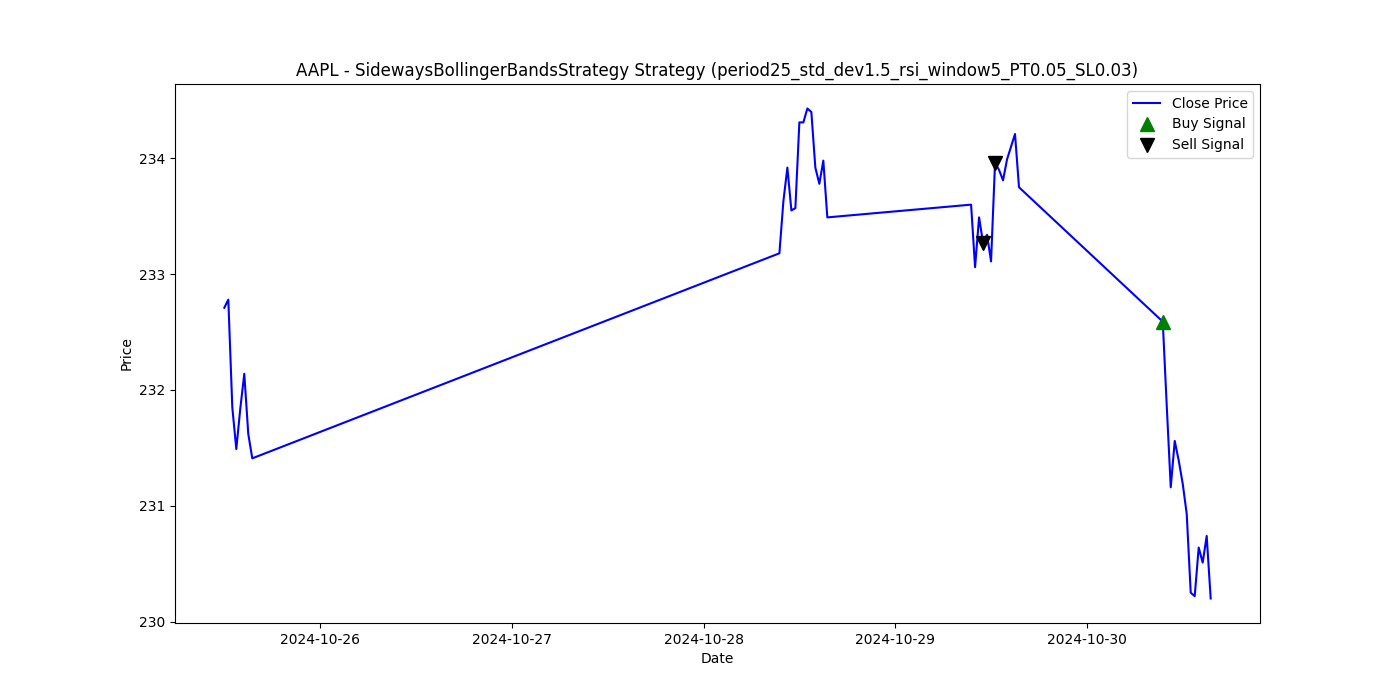 AAPL - SidewaysBollingerBandsStrategy Strategy (period25_std_dev1.5_rsi_window5_PT0.05_SL0.03)
Close Price
Buy Signal
Sell Signal
Price
234
233
232
231
230
2024-10-26
2024-10-27
2024-10-28
2024-10-29
2024-10-30
Date